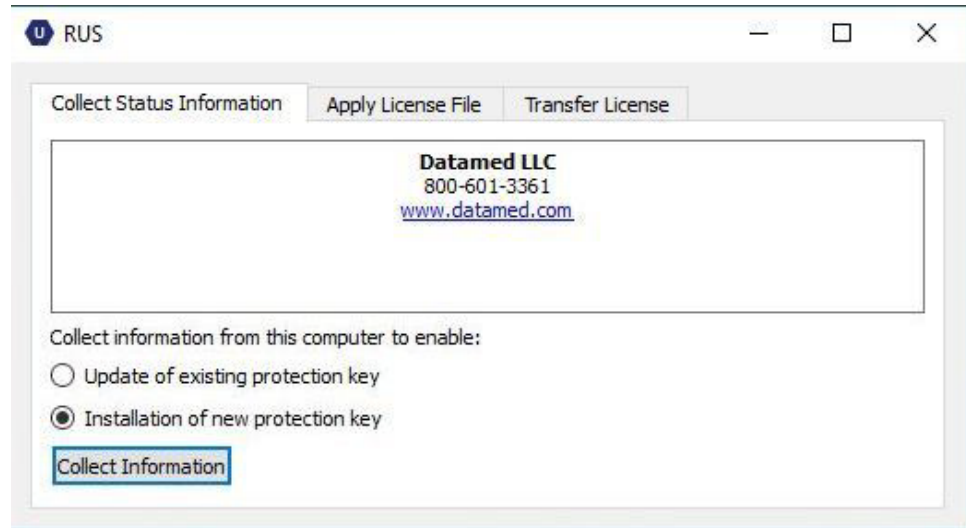 U RUS
Collect Status Information Apply License File Transfer License
Datamed LLC
800-601-3361
www.datamed.com
Collect information from this computer to enable:
Update of existing protection key
Installation of new protection key
Collect Information